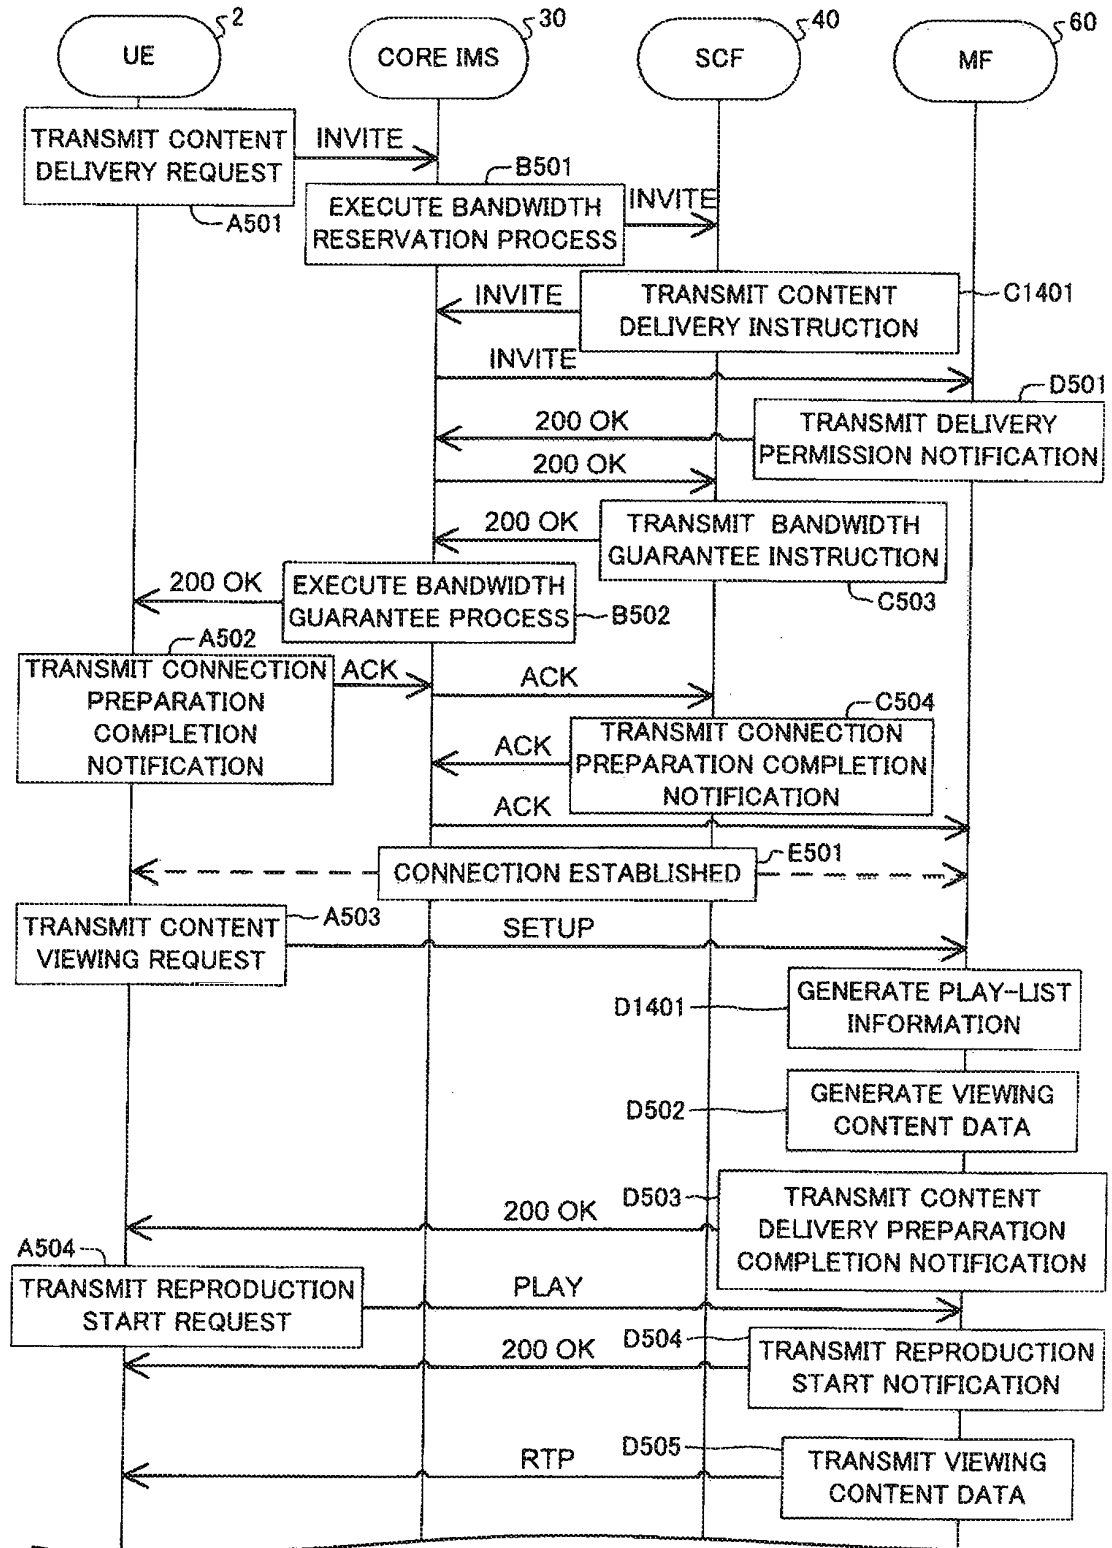 2
30
40
60
UE
CORE IMS
SCF
MF
TRANSMIT CONTENT
DELIVERY REQUEST
INVITE
A501
B501
EXECUTE BANDWIDTH
RESERVATION PROCESS
INVITE
INVITE
TRANSMIT CONTENT
DELIVERY INSTRUCTION
C1401
INVITE
D501
200 OK
TRANSMIT DELIVERY
PERMISSION NOTIFICATION
200 OK
200 OK
TRANSMIT BANDWIDTH
GUARANTEE INSTRUCTION
C503
200 OK
EXECUTE BANDWIDTH
GUARANTEE PROCESS
B502
A502
TRANSMIT CONNECTION
PREPARATION
COMPLETION
NOTIFICATION
ACK
ACK
C504
ACK
TRANSMIT CONNECTION
PREPARATION COMPLETION
NOTIFICATION
ACK
E501
CONNECTION ESTABLISHED
TRANSMIT CONTENT
VIEWING REQUEST
A503
SETUP
D1401
GENERATE PLAY-LIST
INFORMATION
D502
GENERATE VIEWING
CONTENT DATA
D503
200 OK
TRANSMIT CONTENT
DELIVERY PREPARATION
COMPLETION NOTIFICATION
A504
TRANSMIT REPRODUCTION
START REQUEST
PLAY
D504
200 OK
TRANSMIT REPRODUCTION
START NOTIFICATION
D505
RTP
TRANSMIT VIEWING
CONTENT DATA